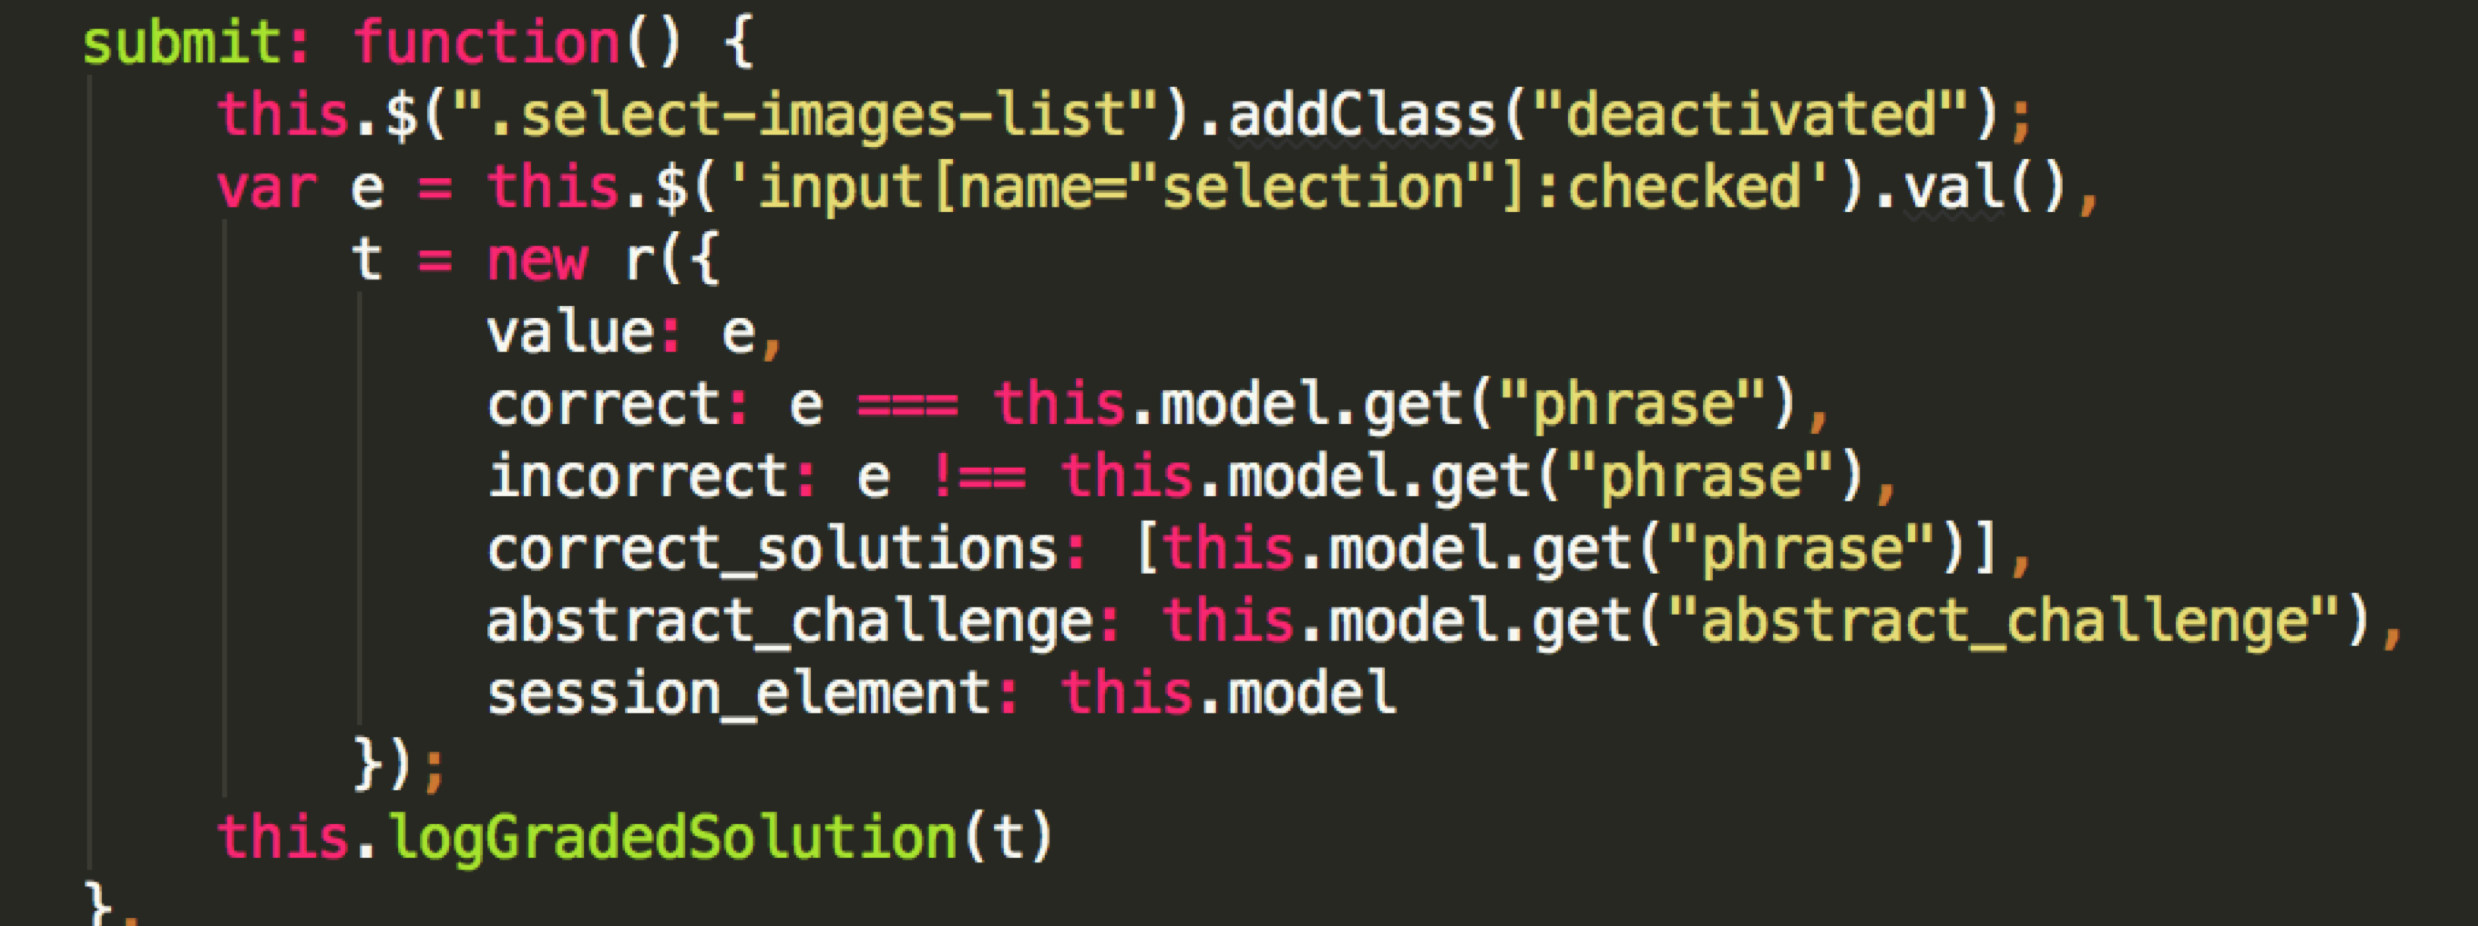 submit: function() {
    this.$(".select-images-list").addClass("deactivated");
    var e = this.$('input[name="selection"]:checked').val(),
        t = new r({
            value: e,
            correct: e === this.model.get("phrase"),
            incorrect: e !== this.model.get("phrase"),
            correct_solutions: [this.model.get("phrase")],
            abstract_challenge: this.model.get("abstract_challenge"),
            session_element: this.model
        });
    this.logGradedSolution(t)
},